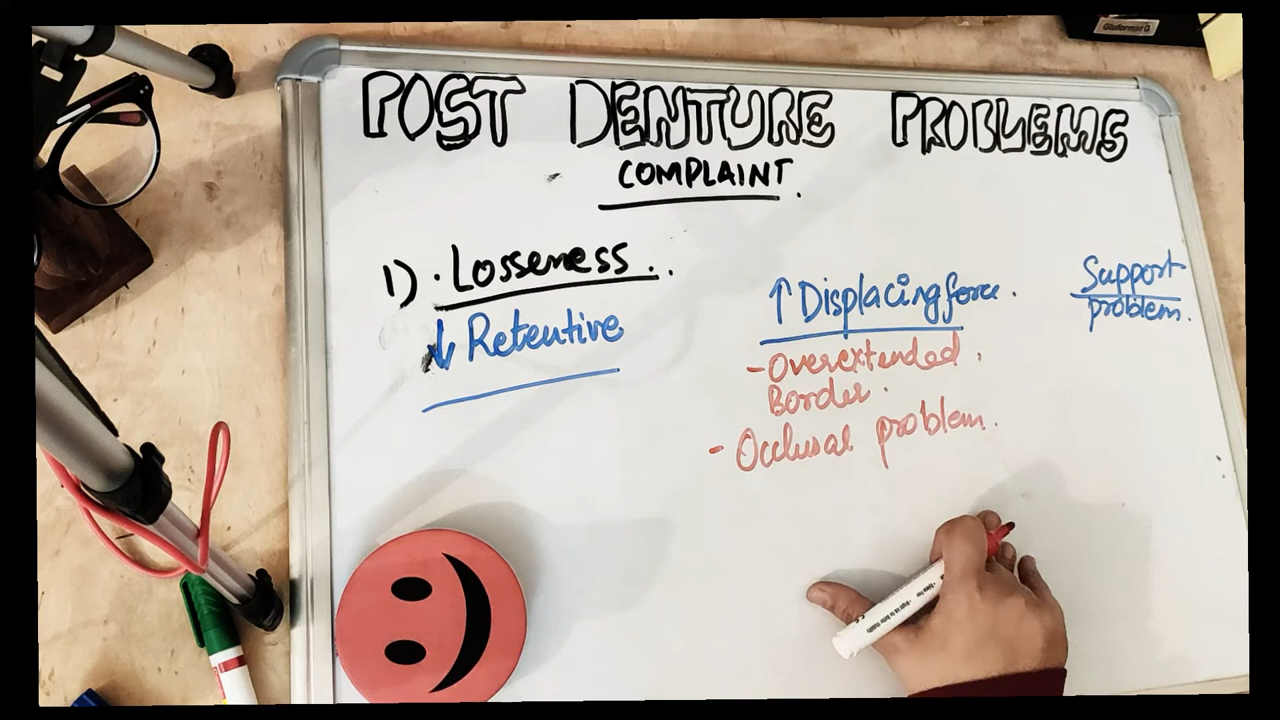 POST DENTURE PROBLEMS
COMPLAINT.
1) . Losseness ..
↓ Retentive
↑ Displacing force.
- Overextended.
Border.
- Occlusal problem.
Support
problem.